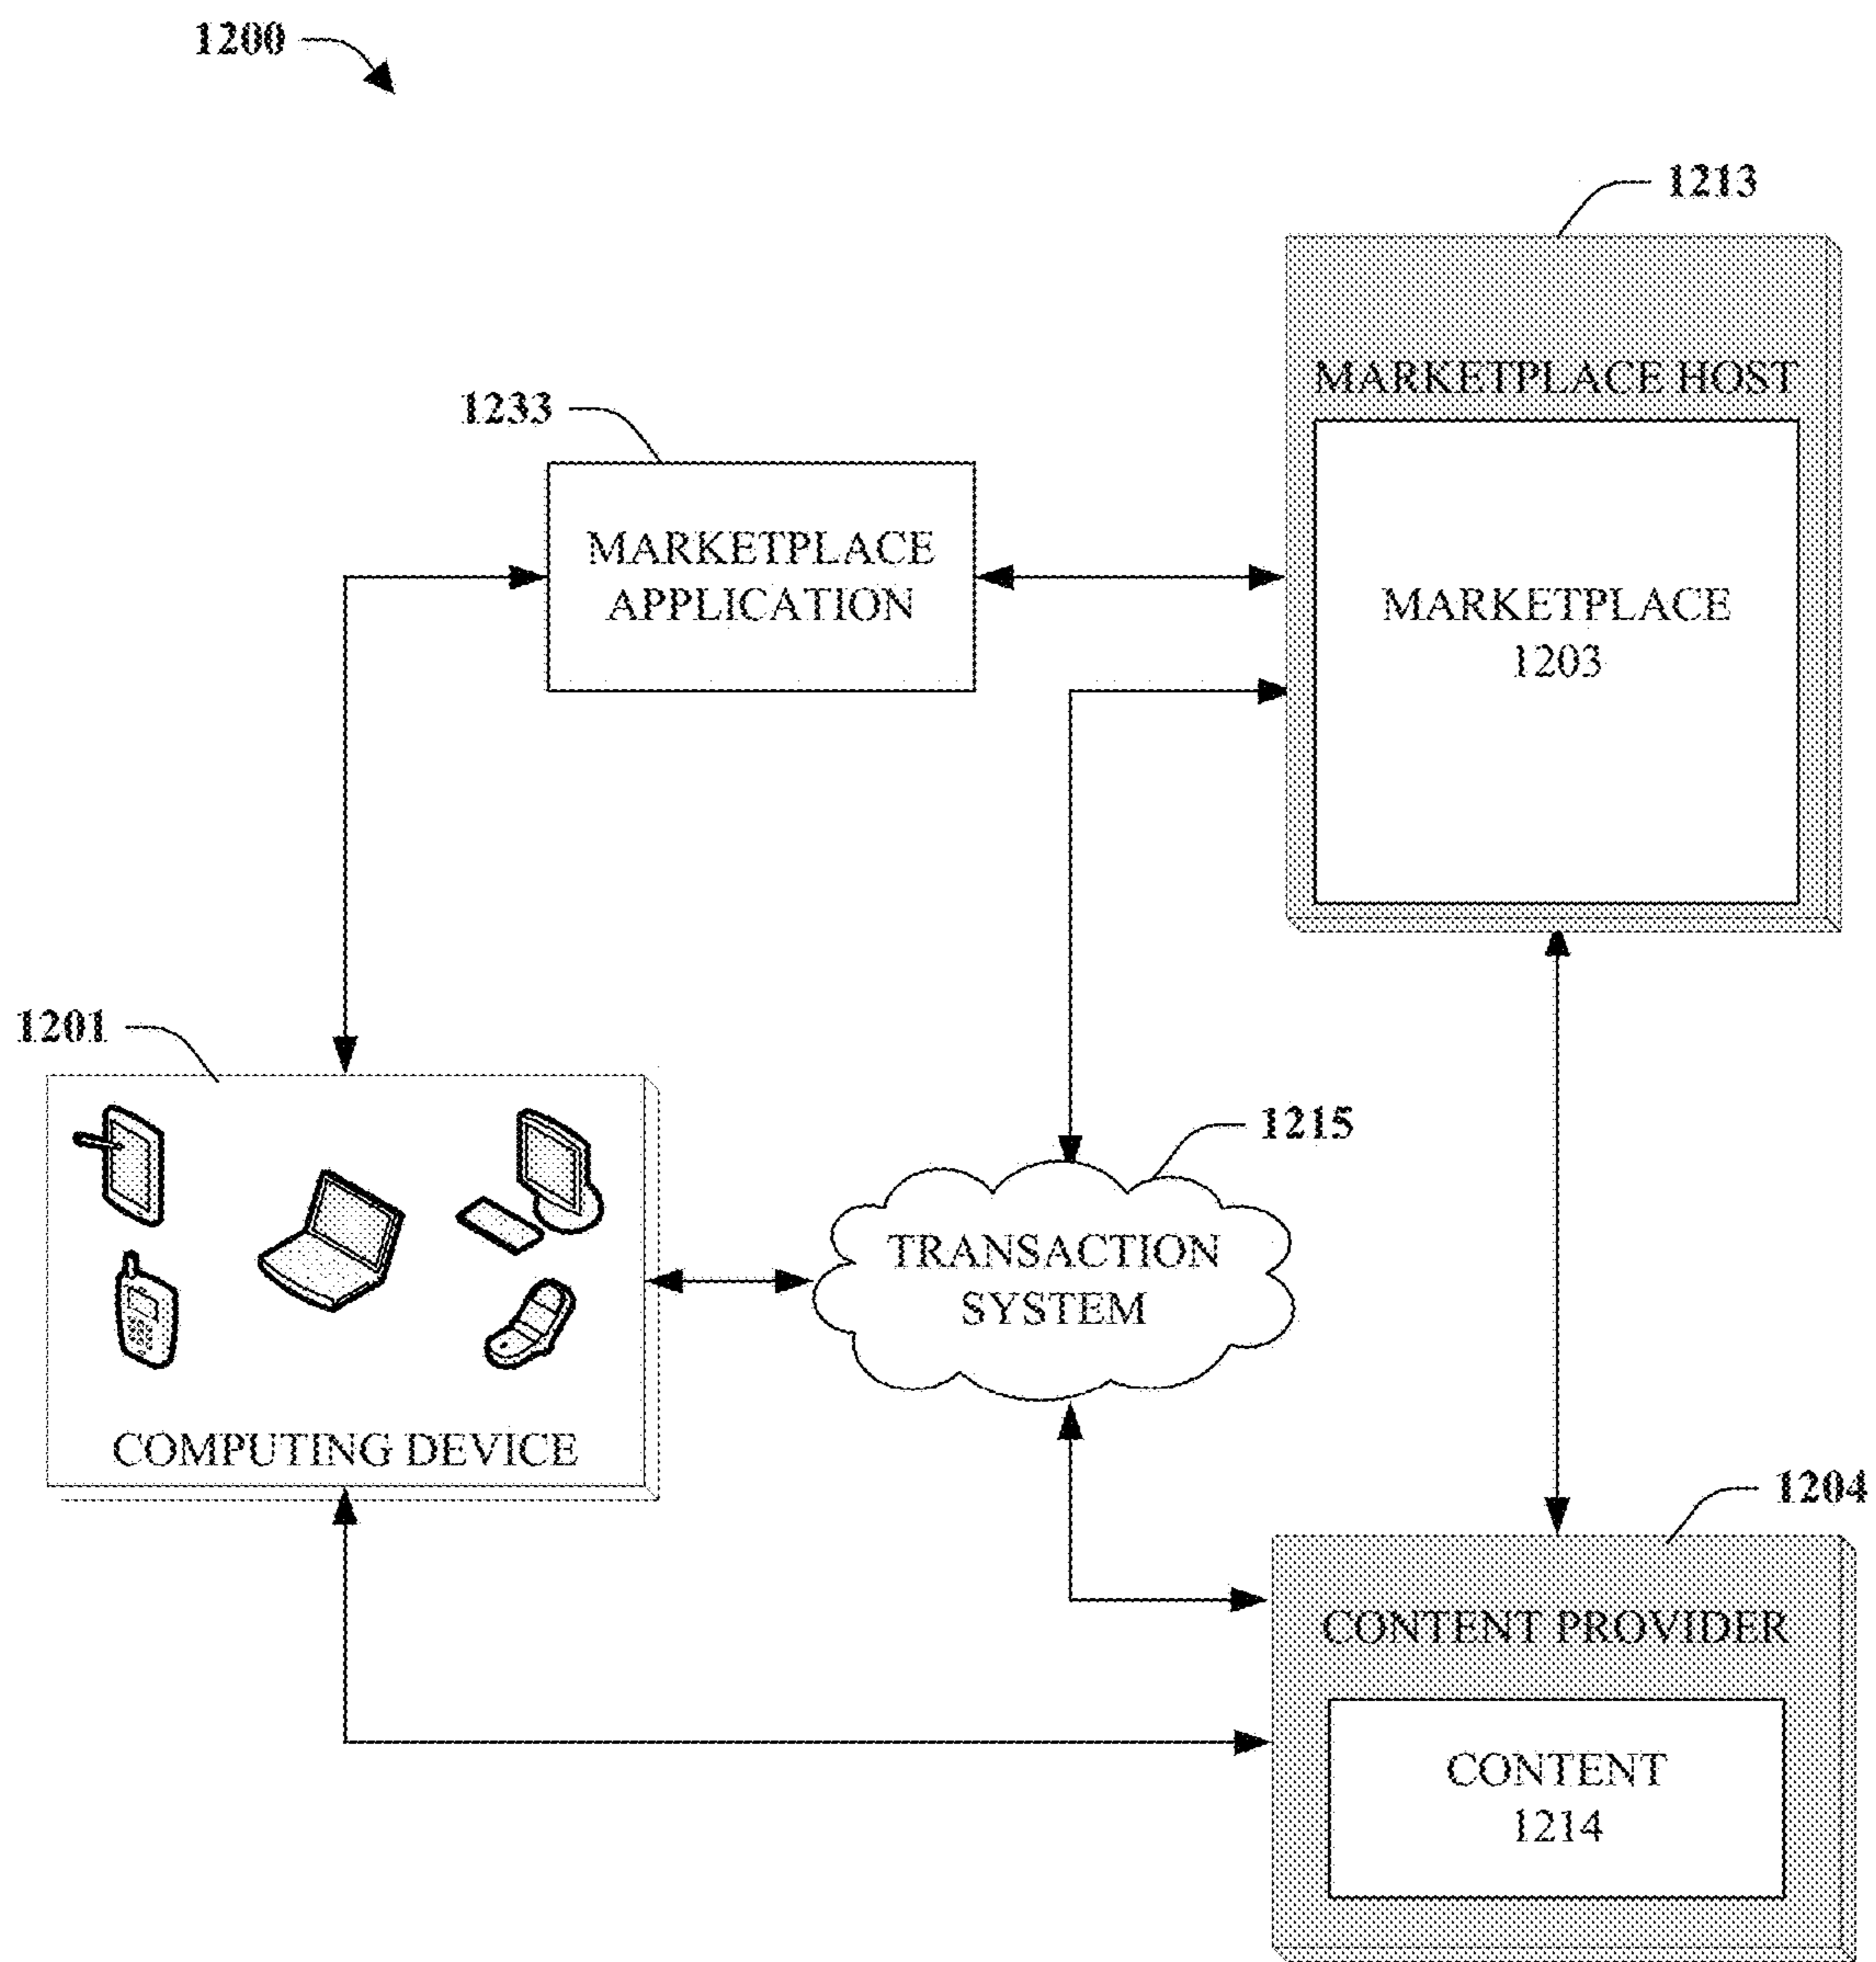 1200
1213
MARKETPLACE HOST
1233
MARKETPLACE
APPLICATION
MARKETPLACE
1203
1201
1215
TRANSACTION
SYSTEM
COMPUTING DEVICE
1204
CONTENT PROVIDER
CONTENT
1214